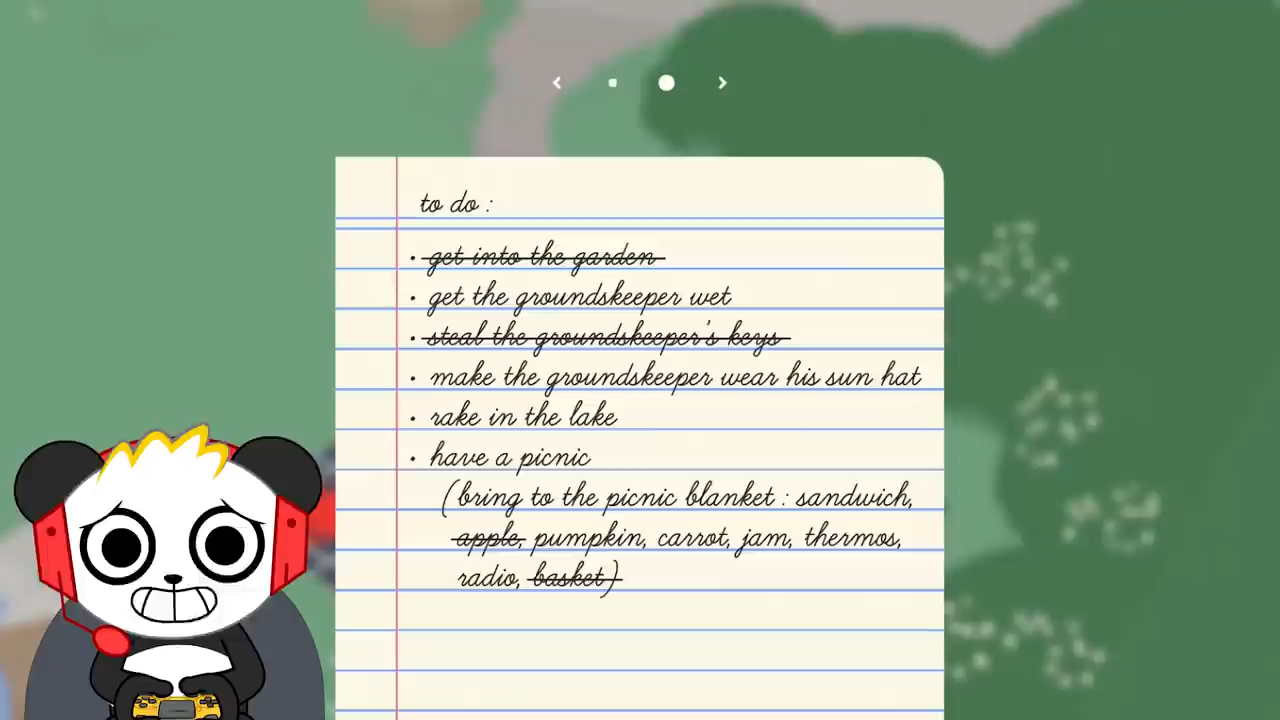 to do :
• get into the garden
• get the groundskeeper wet
• steal the groundskeeper's keys
• make the groundskeeper wear his sun hat
• rake in the lake
• have a picnic
(bring to the picnic blanket : sandwich,
apple, pumpkin, carrot, jam, thermos,
radio, basket)